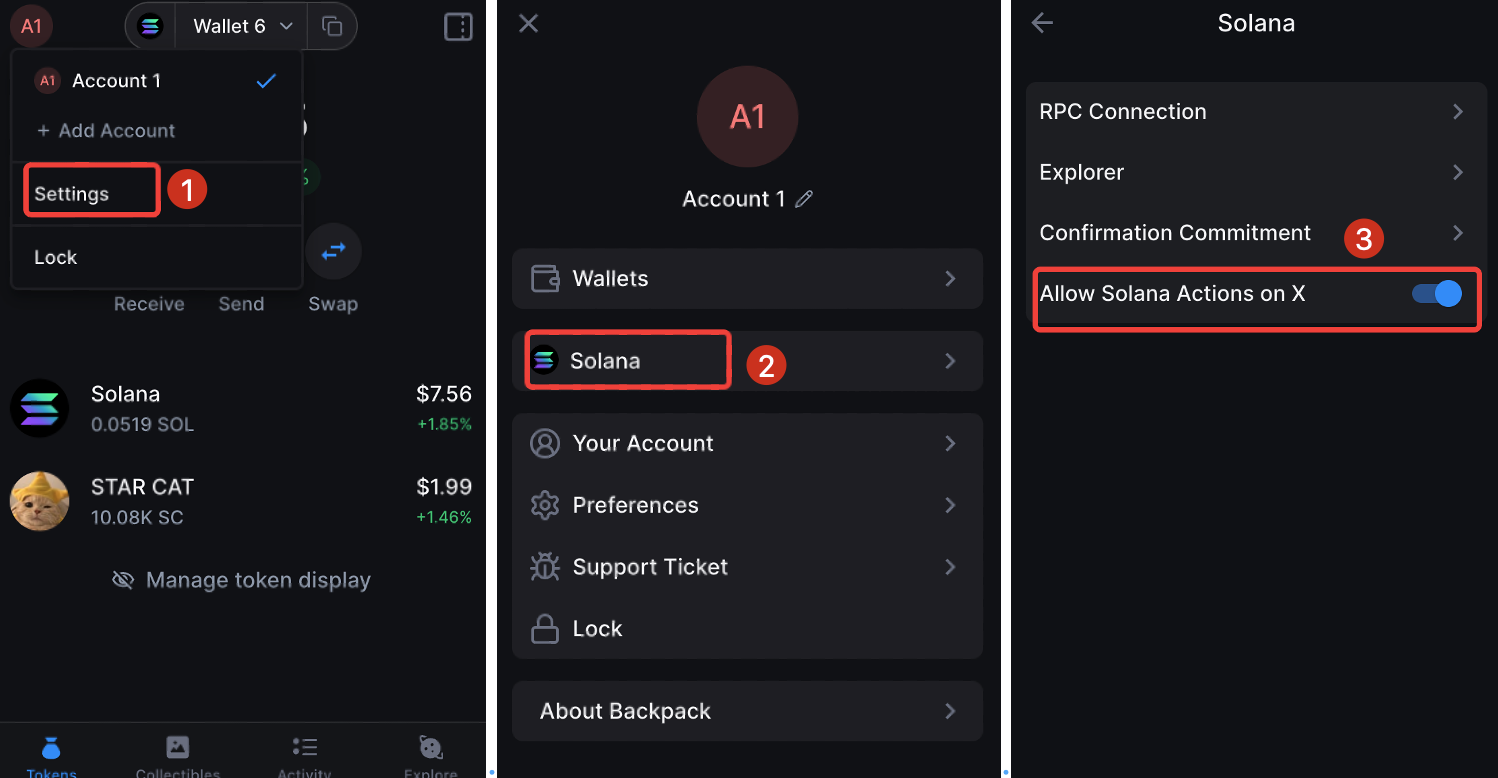 A1
Wallet 6
A1 Account 1
+ Add Account
%
Settings
1
Lock
Receive Send Swap
Solana $7.56
0.0519 SOL +1.85%
STAR CAT $1.99
10.08K SC +1.46%
Manage token display
Tokens Collectibles Activity Explore
A1
Account 1
Wallets
Solana
2
Your Account
Preferences
Support Ticket
Lock
About Backpack
Solana
RPC Connection
Explorer
Confirmation Commitment
3
Allow Solana Actions on X